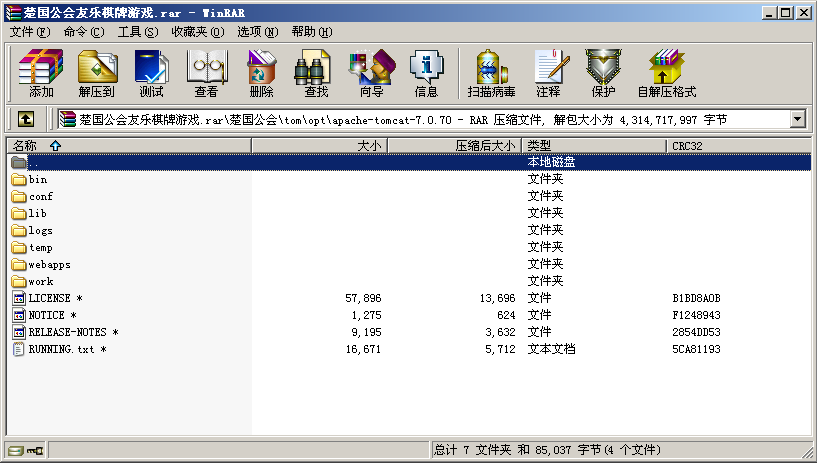 楚国公会友乐棋牌游戏.rar - WinRAR
文件(F) 命令(C) 工具(S) 收藏夹(O) 选项(N) 帮助(H)
添加 解压到 测试 查看 删除 查找 向导 信息 扫描病毒 注释 保护 自解压格式
楚国公会友乐棋牌游戏.rar\楚国公会\tom\opt\apache-tomcat-7.0.70 - RAR 压缩文件, 解包大小为 4,314,717,997 字节
名称 大小 压缩后大小 类型 CRC32
.. 本地磁盘
bin 文件夹
conf 文件夹
lib 文件夹
logs 文件夹
temp 文件夹
webapps 文件夹
work 文件夹
LICENSE * 57,896 13,696 文件 B1BD8A0B
NOTICE * 1,275 624 文件 F1248943
RELEASE-NOTES * 9,195 3,632 文件 2854DD53
RUNNING.txt * 16,671 5,712 文本文档 5CA81193
总计 7 文件夹 和 85,037 字节(4 个文件)